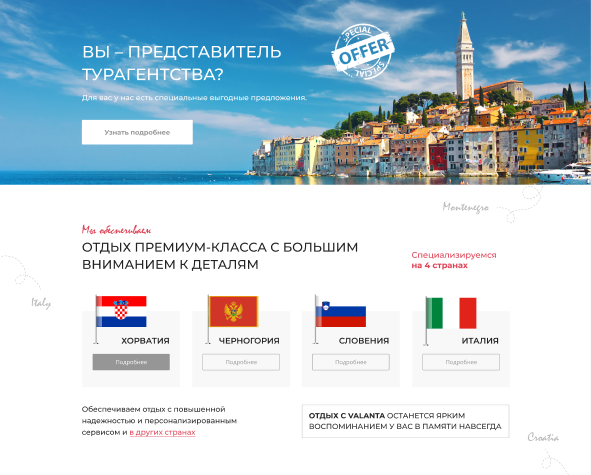 ВЫ – ПРЕДСТАВИТЕЛЬ
ТУРАГЕНТСТВА?
SPECIAL
OFFER
SPECIAL
Для вас у нас есть специальные выгодные предложения.
Узнать подробнее
Montenegro
Мы обеспечиваем
ОТДЫХ ПРЕМИУМ-КЛАССА С БОЛЬШИМ
ВНИМАНИЕМ К ДЕТАЛЯМ
Специализируемся
на 4 странах
Italy
ХОРВАТИЯ
ЧЕРНОГОРИЯ
СЛОВЕНИЯ
ИТАЛИЯ
Подробнее
Подробнее
Подробнее
Подробнее
Обеспечиваем отдых с повышенной
надежностью и персонализированным
сервисом и в других странах
ОТДЫХ С VALANTA ОСТАНЕТСЯ ЯРКИМ
ВОСПОМИНАНИЕМ У ВАС В ПАМЯТИ НАВСЕГДА
Croatia